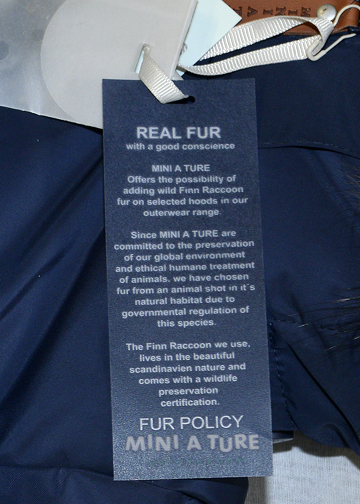 REAL FUR
with a good conscience
MINI A TURE
Offers the possibility of
adding wild Finn Raccoon
fur on selected hoods in our
outerwear range.
Since MINI A TURE are
committed to the preservation
of our global environment
and ethical humane treatment
of animals. we have chosen
fur from an animal shot in it´s
natural habitat due to
governmental regulation of
this species.
The Finn Raccoon we use,
lives in the beautiful
scandinavien nature and
comes with a wildlife
preservation
certification.
FUR POLICY
MINI A TURE